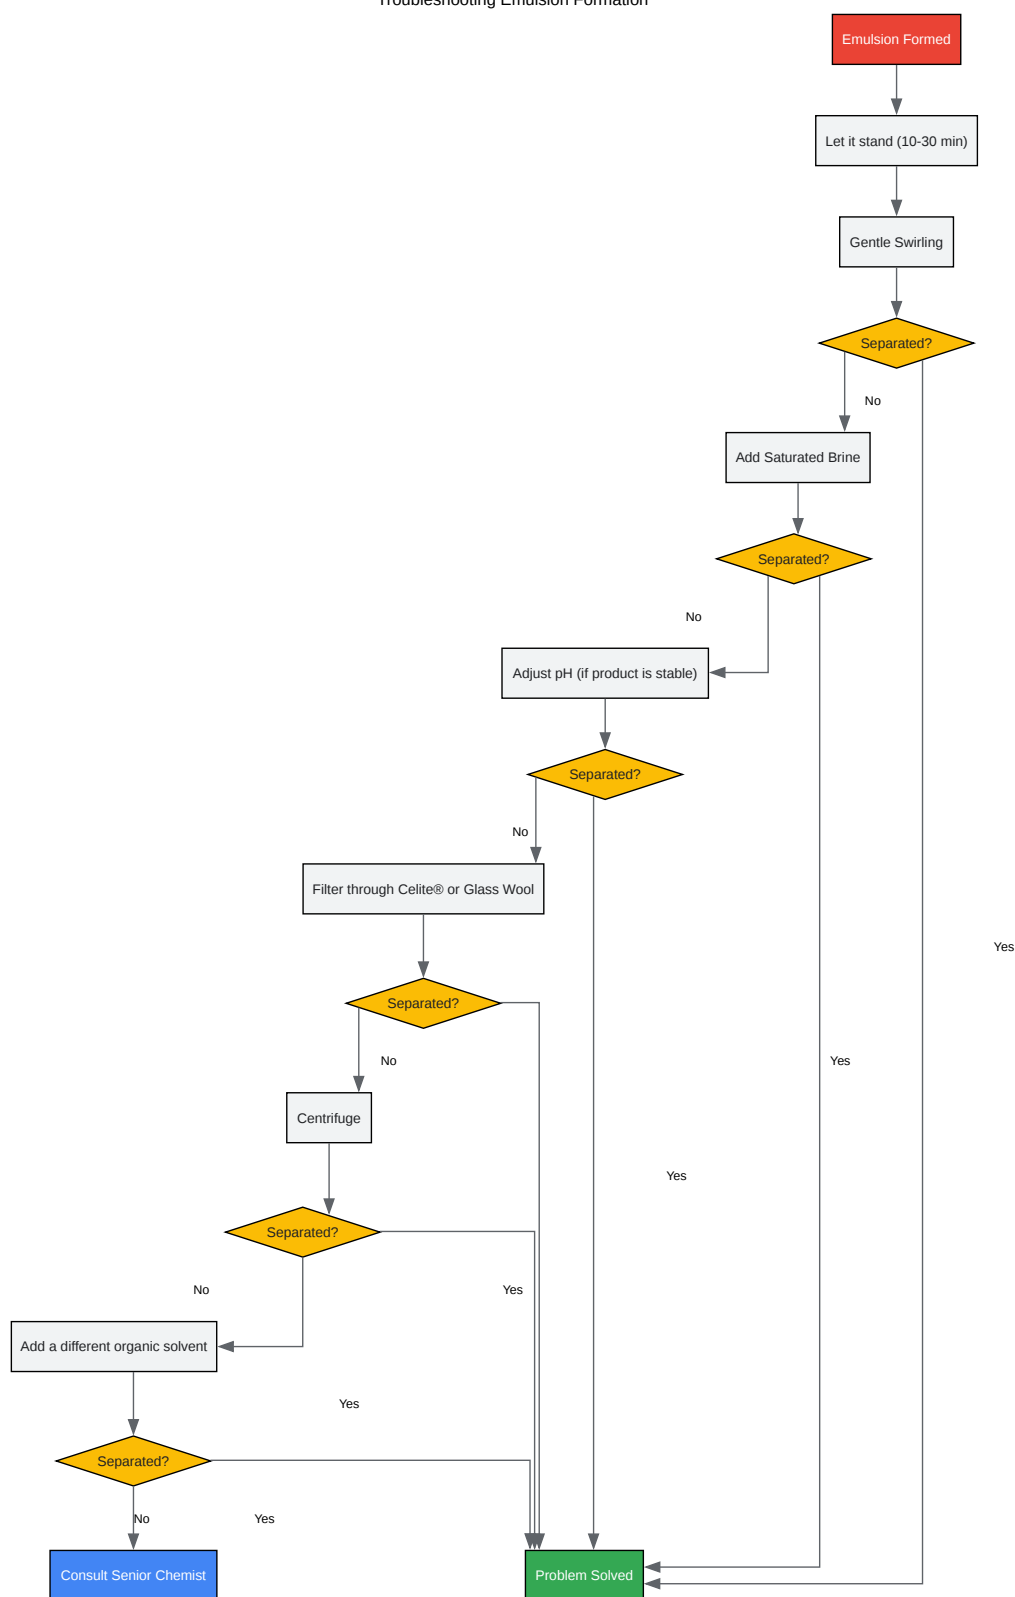 Troubleshooting Emulsion Formation
Emulsion Formed
Let it stand (10-30 min)
Gentle Swirling
Separated?
No
Add Saturated Brine
Separated?
No
Adjust pH (if product is stable)
Separated?
No
Filter through Celite® or Glass Wool
Yes
Separated?
No
Yes
Centrifuge
Yes
Separated?
No
Yes
Add a different organic solvent
Yes
Separated?
No
Yes
Consult Senior Chemist
Problem Solved